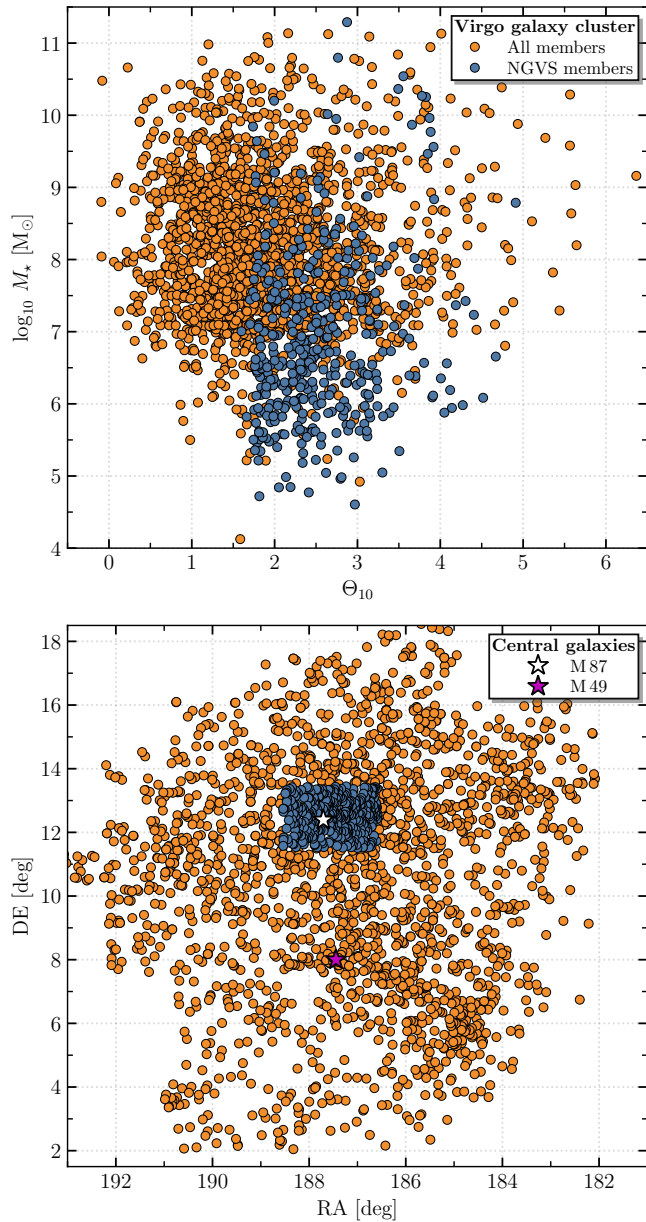 Virgo galaxy cluster
All members
NGVS members
11
10
9
8
7
6
5
4
log₁₀ M⋆ [M⊙]
0 1 2 3 4 5 6
Θ₁₀
Central galaxies
M 87
M 49
18
16
14
12
10
8
6
4
2
DE [deg]
192 190 188 186 184 182
RA [deg]